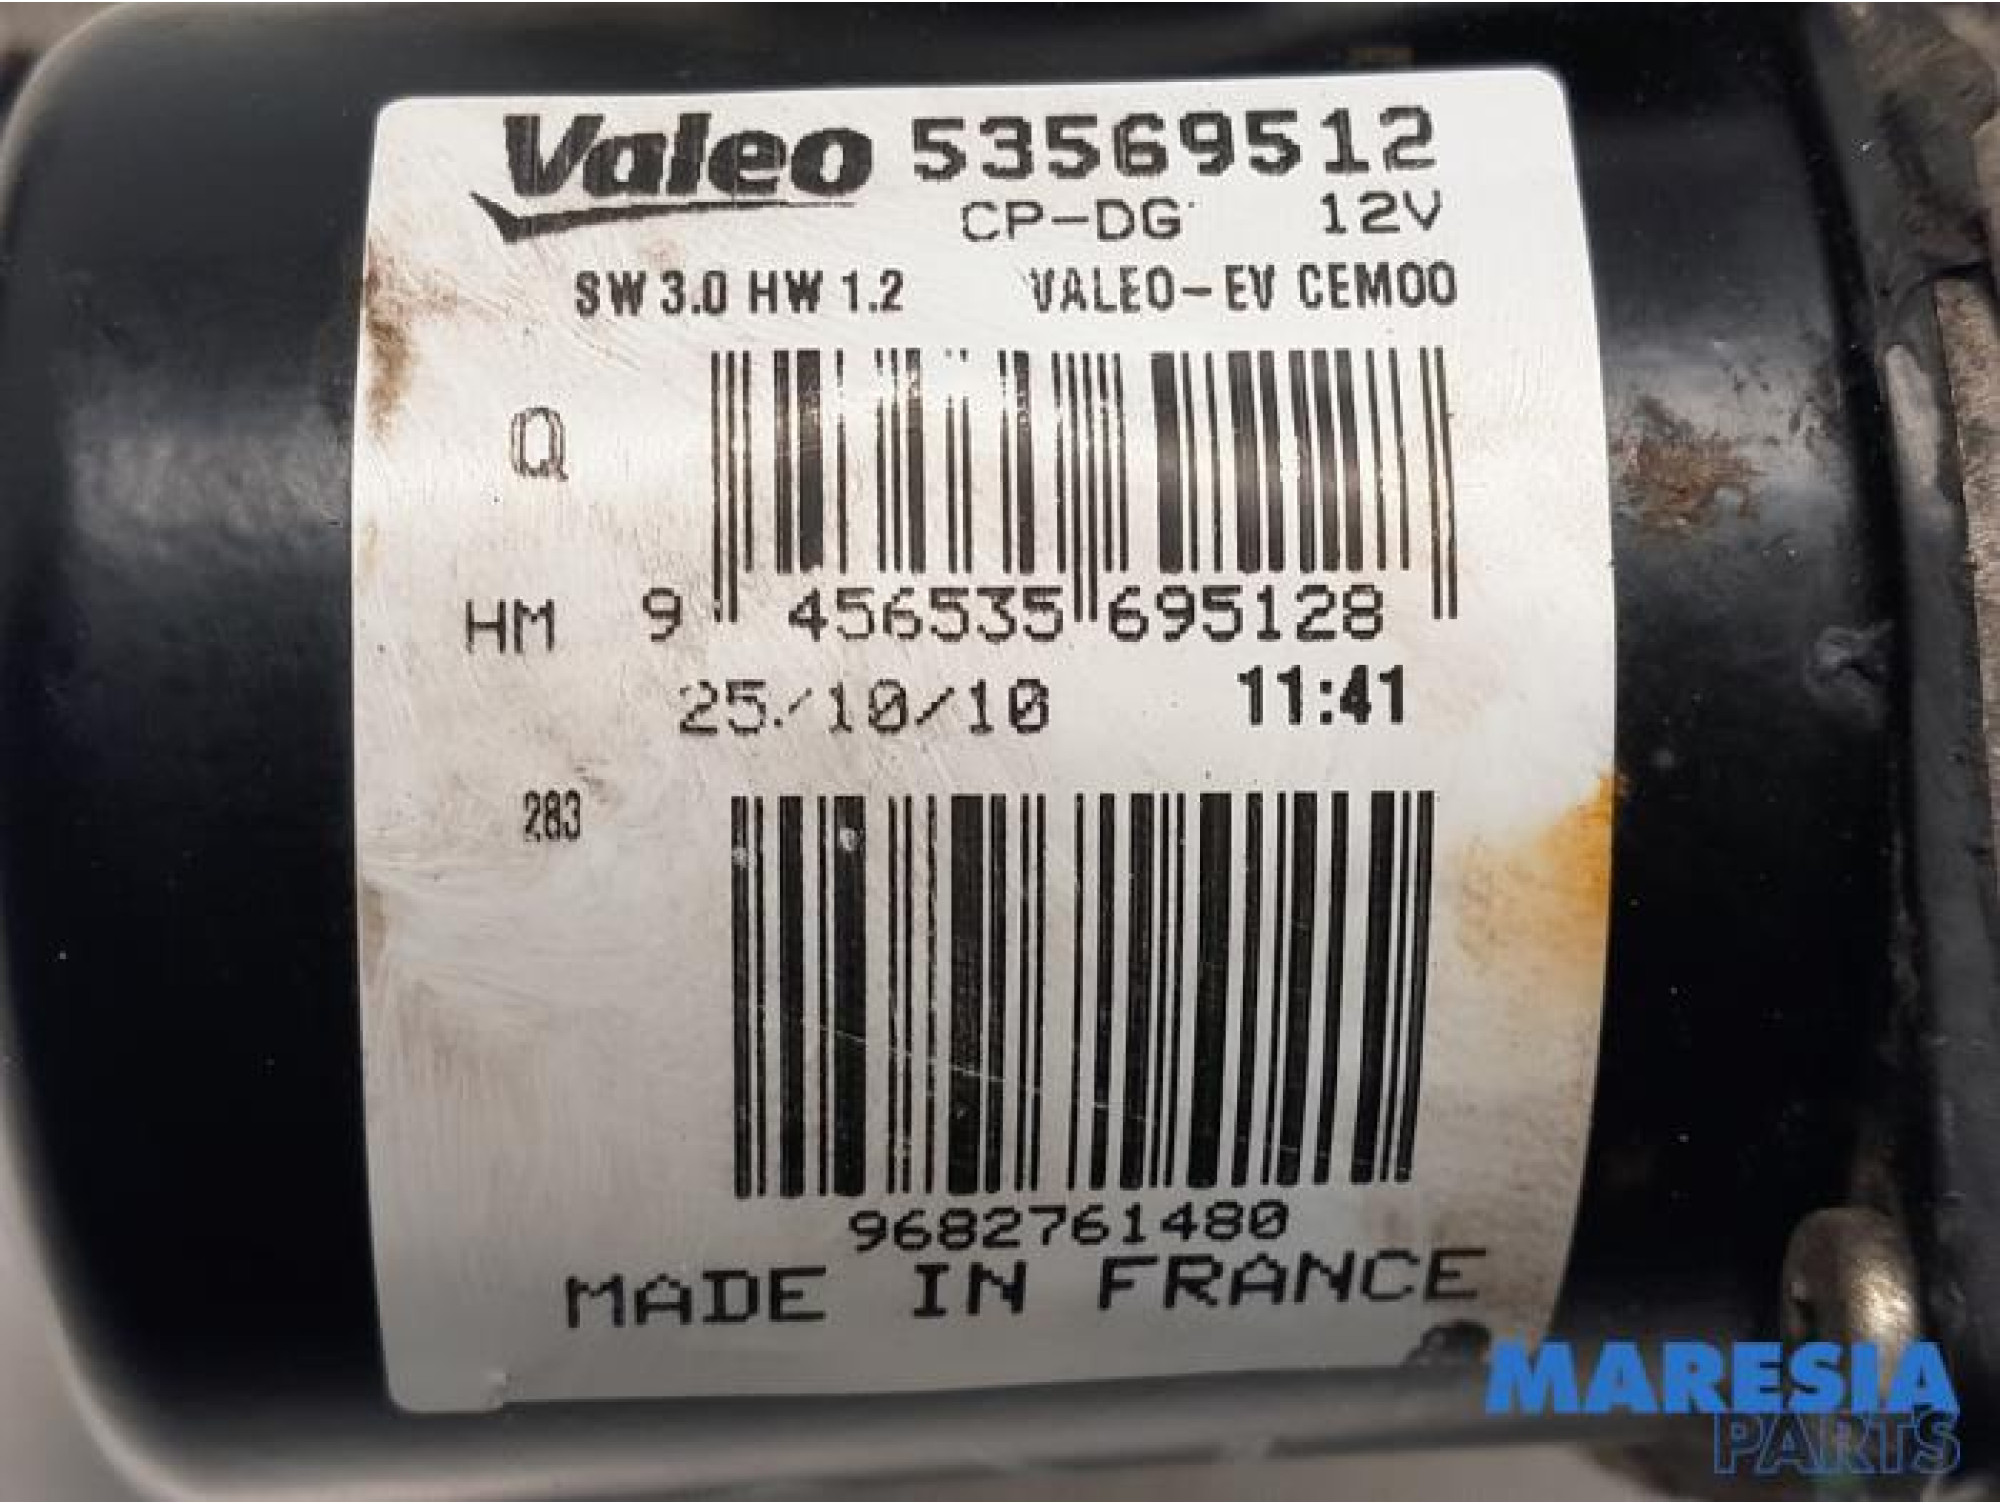 Valeo 53569512
CP-DG 12V
SW 3.0 HW 1.2 VALEO-EV CEM00
Q
HM 9 456535 695128
25/10/10 11:41
283
9682761480
MADE IN FRANCE
MARESIA
PARTS